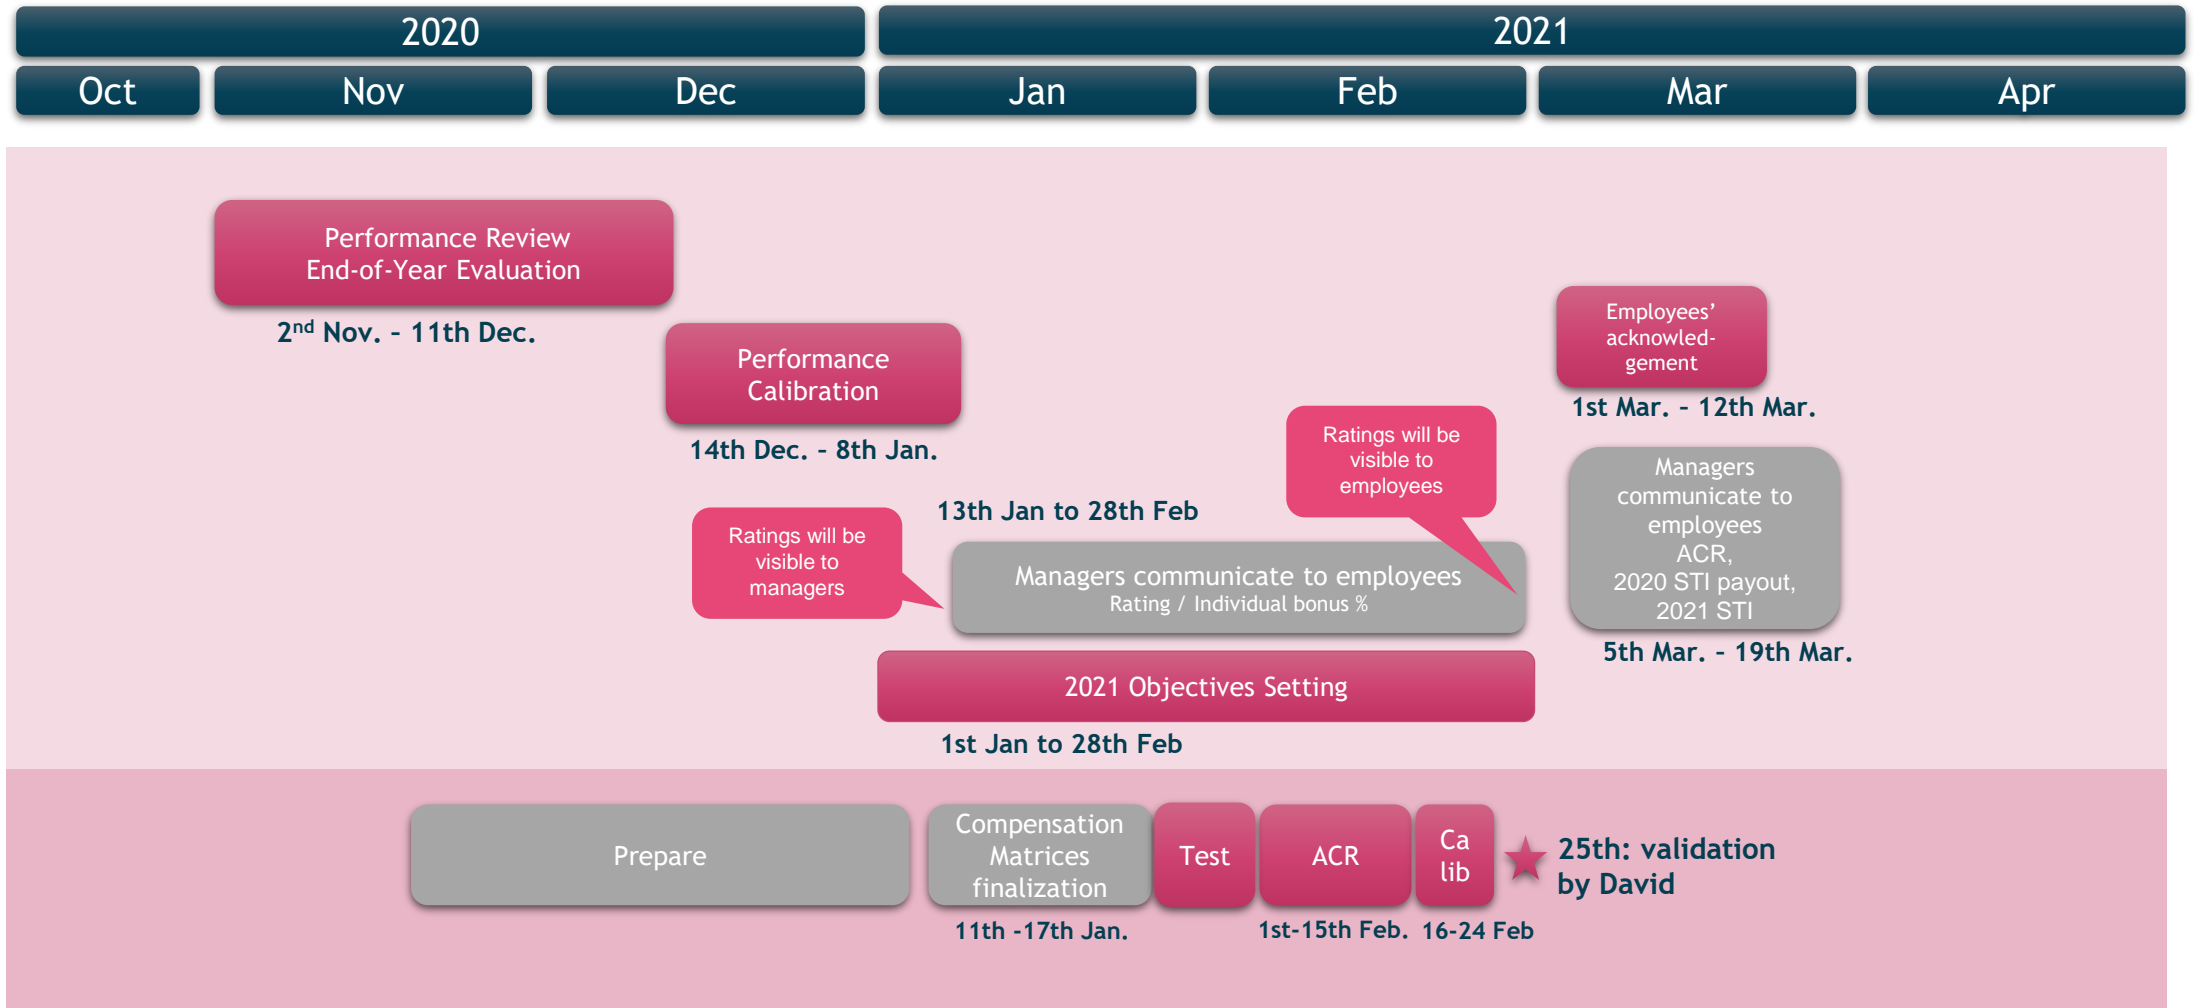 2020
2021
Oct
Nov
Dec
Jan
Feb
Mar
Apr
Performance Review
End-of-Year Evaluation
2nd Nov. – 11th Dec.
Performance
Calibration
14th Dec. – 8th Jan.
Employees’
acknowled-
gement
1st Mar. – 12th Mar.
Ratings will be
visible to
employees
Managers
communicate to
employees
ACR,
2020 STI payout,
2021 STI
5th Mar. – 19th Mar.
13th Jan to 28th Feb
Ratings will be
visible to
managers
Managers communicate to employees
Rating / Individual bonus %
2021 Objectives Setting
1st Jan to 28th Feb
Prepare
Compensation
Matrices
finalization
11th -17th Jan.
Test
ACR
1st-15th Feb.
Ca
lib
16-24 Feb
25th: validation
by David